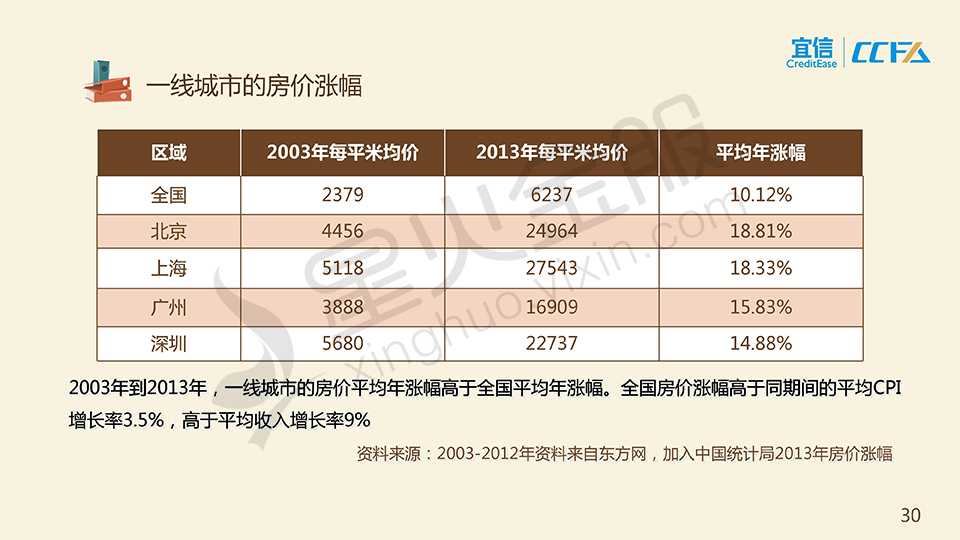 宜信
CreditEase
CCFA
一线城市的房价涨幅
区域 2003年每平米均价 2013年每平米均价 平均年涨幅
全国 2379 6237 10.12%
北京 4456 24964 18.81%
上海 5118 27543 18.33%
广州 3888 16909 15.83%
深圳 5680 22737 14.88%
星火金服
xinghuo.yixin.com
2003年到2013年，一线城市的房价平均年涨幅高于全国平均年涨幅。全国房价涨幅高于同期间的平均CPI
增长率3.5%，高于平均收入增长率9%
资料来源：2003-2012年资料来自东方网，加入中国统计局2013年房价涨幅
30